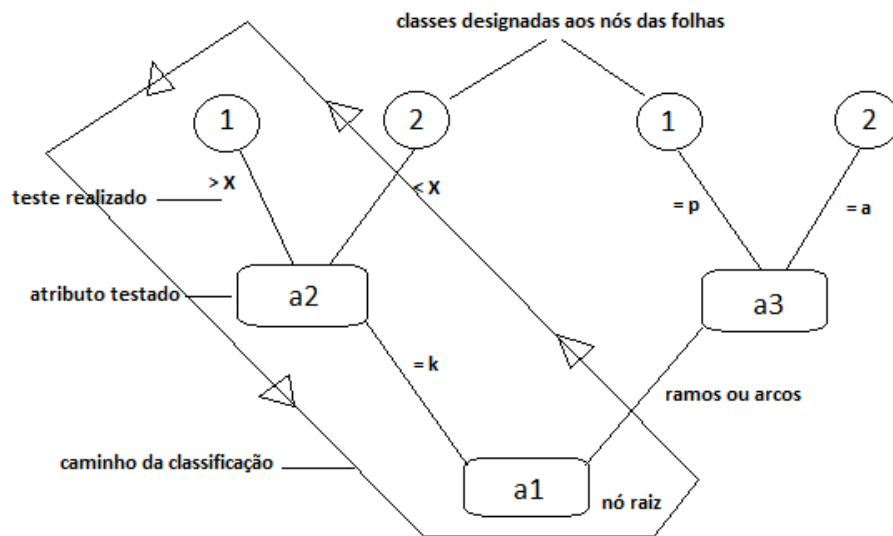 classes designadas aos nós das folhas
1
2
1
2
> X
< X
teste realizado
= p
= a
atributo testado
a2
a3
= k
ramos ou arcos
caminho da classificação
a1
nó raiz